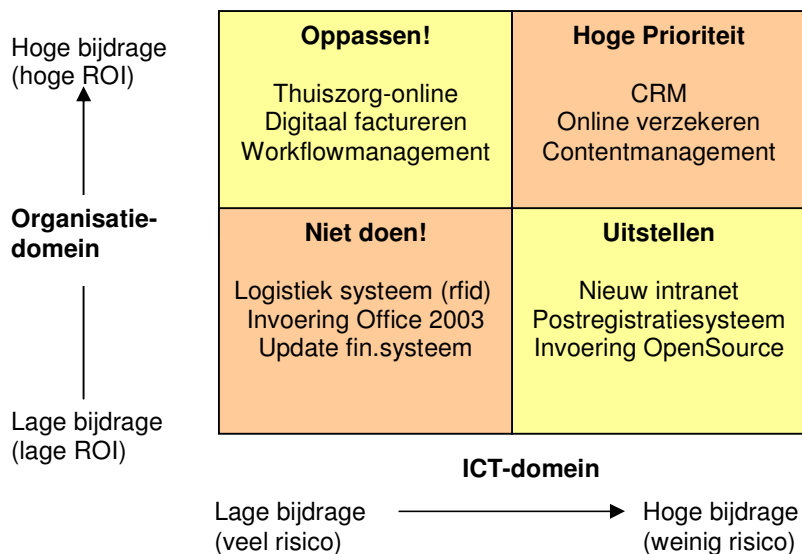 Hoge bijdrage
(hoge ROI)
Organisatie-
domein
Lage bijdrage
(lage ROI)
Oppassen!
Thuiszorg-online
Digitaal factureren
Workflowmanagement
Hoge Prioriteit
CRM
Online verzekeren
Contentmanagement
Niet doen!
Logistiek systeem (rfid)
Invoering Office 2003
Update fin.systeem
Uitstellen
Nieuw intranet
Postregistratiesysteem
Invoering OpenSource
ICT-domein
Lage bijdrage
(veel risico)
Hoge bijdrage
(weinig risico)